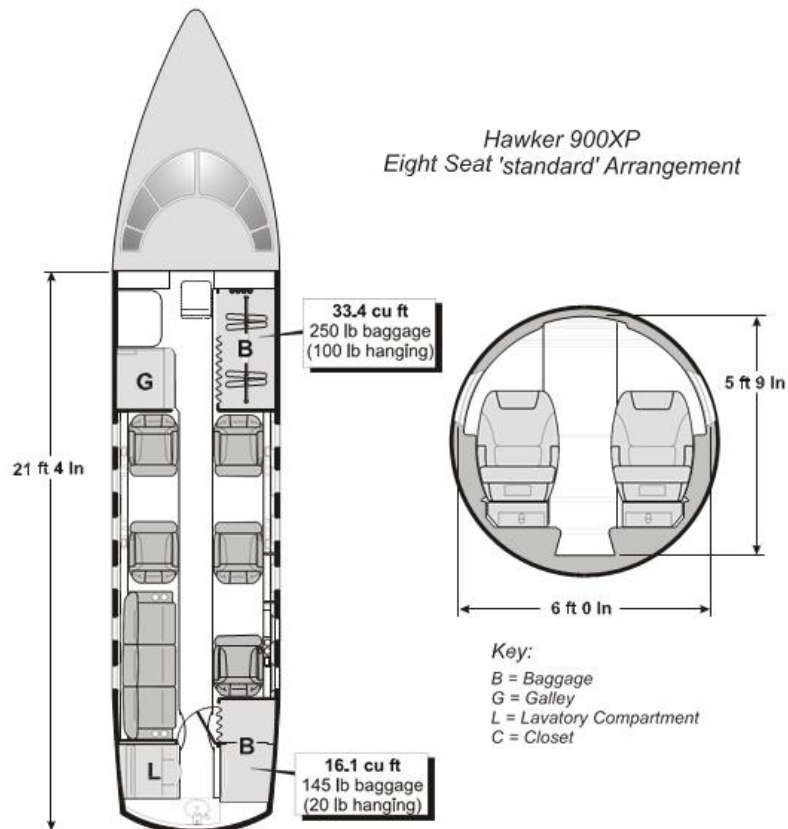 Hawker 900XP
Eight Seat 'standard' Arrangement
33.4 cu ft
250 lb baggage
(100 lb hanging)
B
G
5 ft 9 In
21 ft 4 In
6 ft 0 In
Key:
B = Baggage
G = Galley
L = Lavatory Compartment
C = Closet
B
L
16.1 cu ft
145 lb baggage
(20 lb hanging)